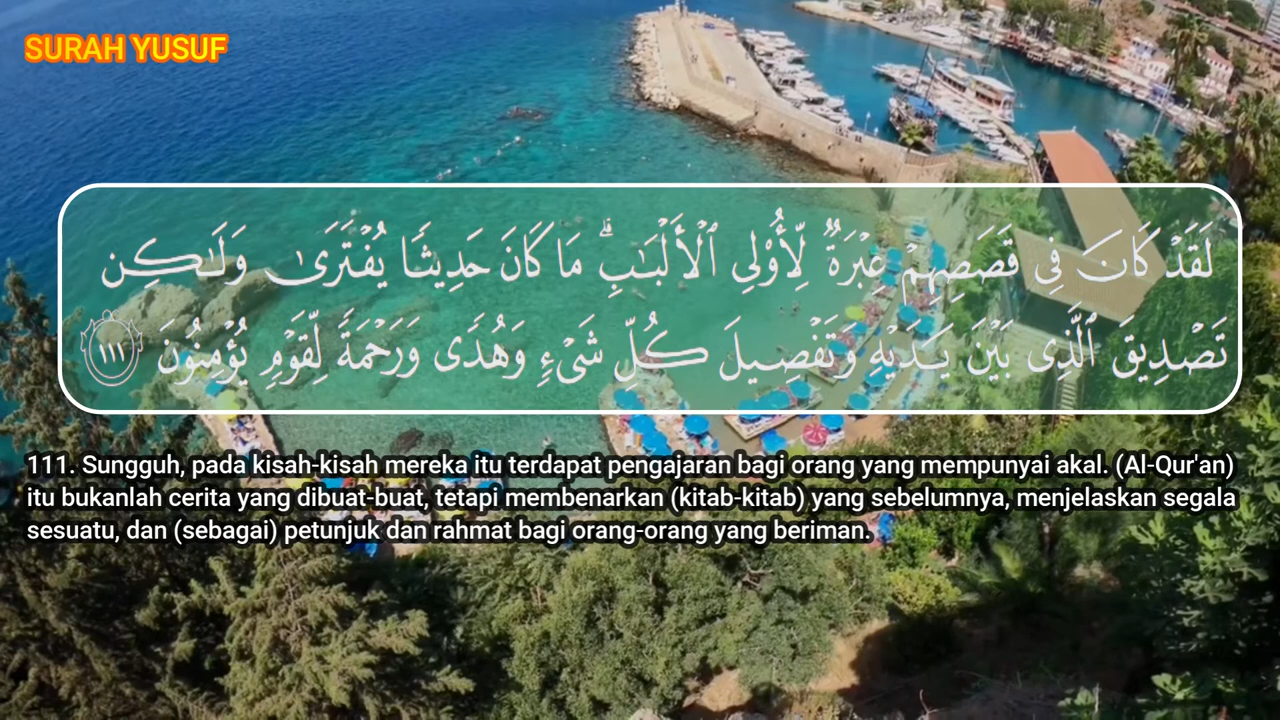 SURAH YUSUF
لَقَدْ كَانَ فِى قَصَصِهِمْ عِبْرَةٌ لِّأُو۟لِى ٱلْأَلْبَـٰبِ ۗ مَا كَانَ حَدِيثًا يُفْتَرَىٰ وَلَـٰكِن
تَصْدِيقَ ٱلَّذِى بَيْنَ يَدَيْهِ وَتَفْصِيلَ كُلِّ شَىْءٍ وَهُدًى وَرَحْمَةً لِّقَوْمٍ يُؤْمِنُونَ ١١١
111. Sungguh, pada kisah-kisah mereka itu terdapat pengajaran bagi orang yang mempunyai akal. (Al-Qur'an)
itu bukanlah cerita yang dibuat-buat, tetapi membenarkan (kitab-kitab) yang sebelumnya, menjelaskan segala
sesuatu, dan (sebagai) petunjuk dan rahmat bagi orang-orang yang beriman.